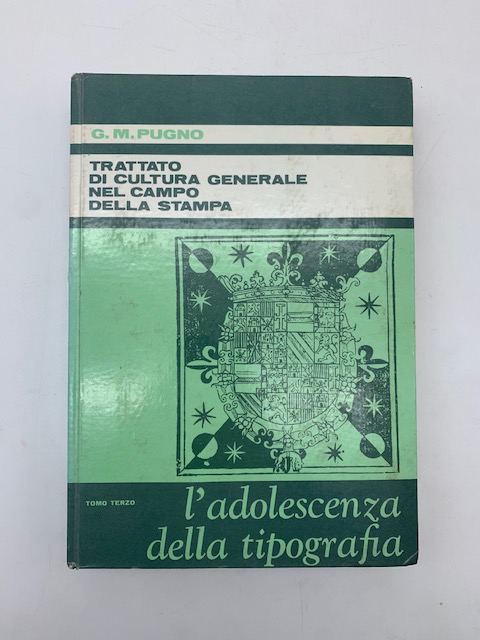 G. M. PUGNO
TRATTATO
DI CULTURA GENERALE
NEL CAMPO
DELLA STAMPA
TOMO TERZO
l'adolescenza
della tipografia